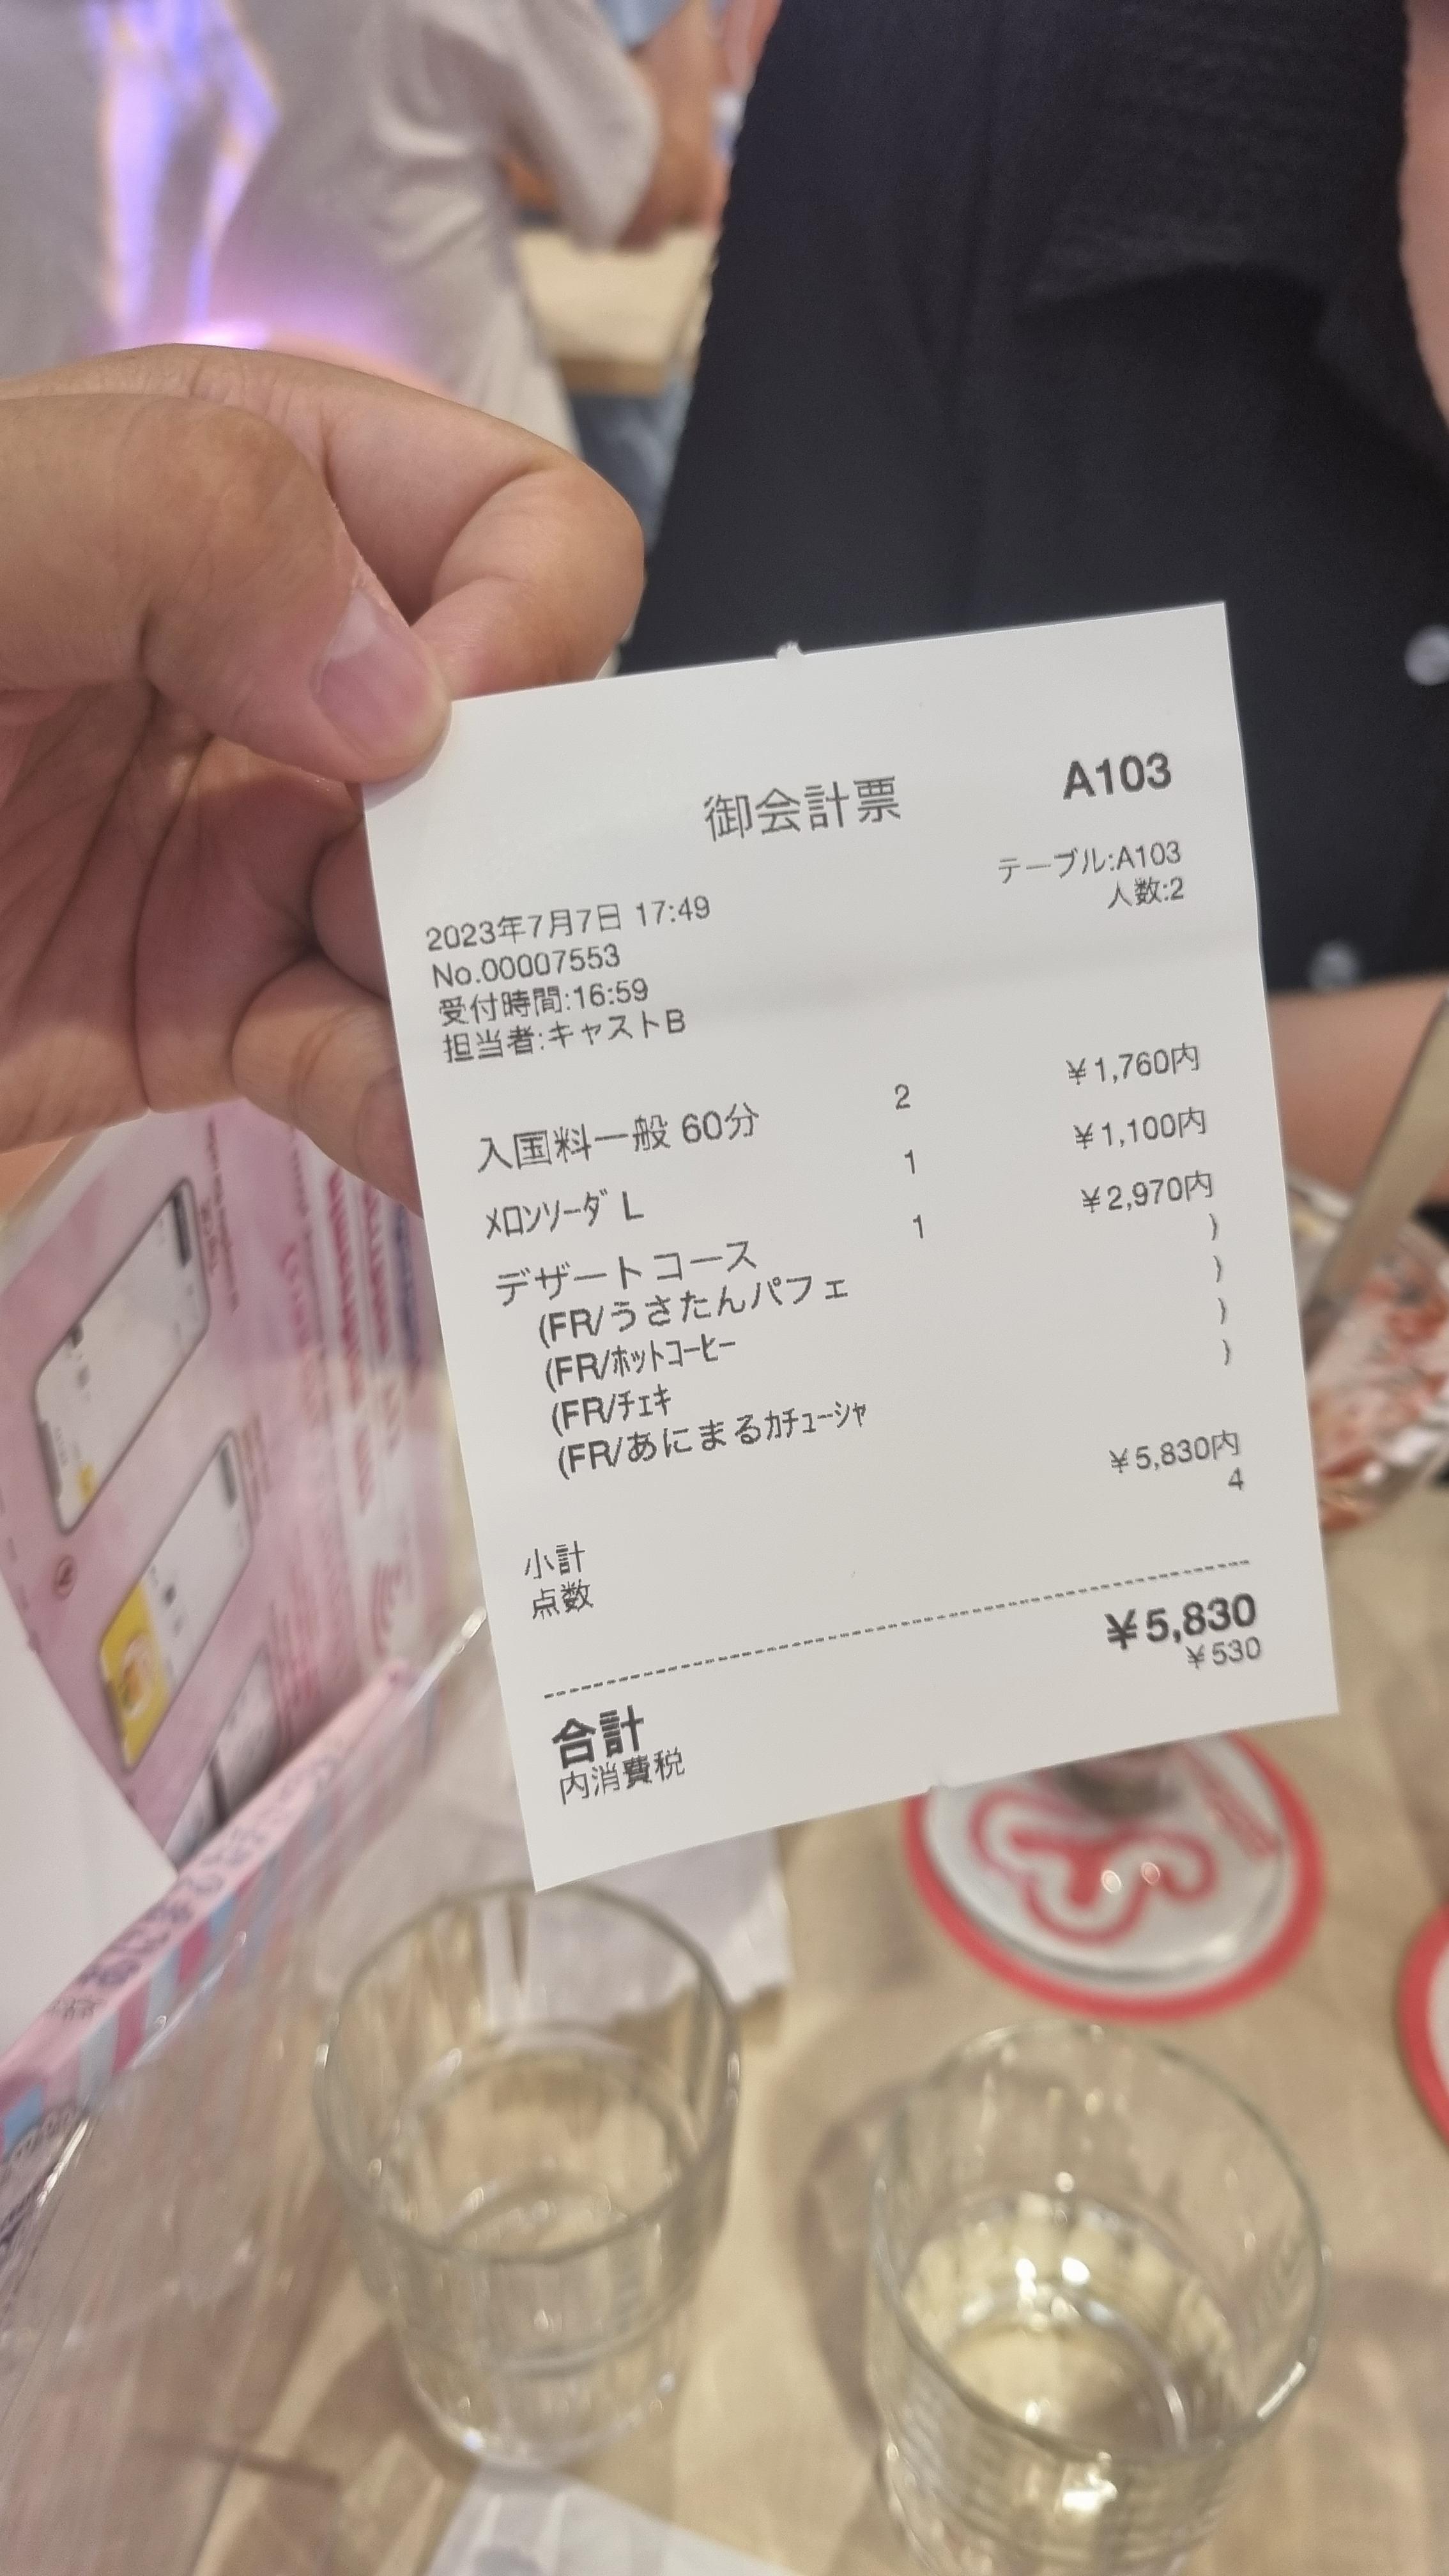 御会計票
A103
テーブル:A103
人数:2
2023年7月7日 17:49
No.00007553
受付時間:16:59
担当者:キャストB
入国料一般 60分 2 ¥1,760内
ﾒﾛﾝｿｰﾀﾞ L 1 ¥1,100内
デザートコース 1 ¥2,970内
(FR/うさたんパフェ )
(FR/ﾎｯﾄｺｰﾋｰ )
(FR/ﾁｪｷ )
(FR/あにまるｶﾁｭｰｼｬ )
小計 ¥5,830内
点数 4
合計 ¥5,830
内消費税 ¥530